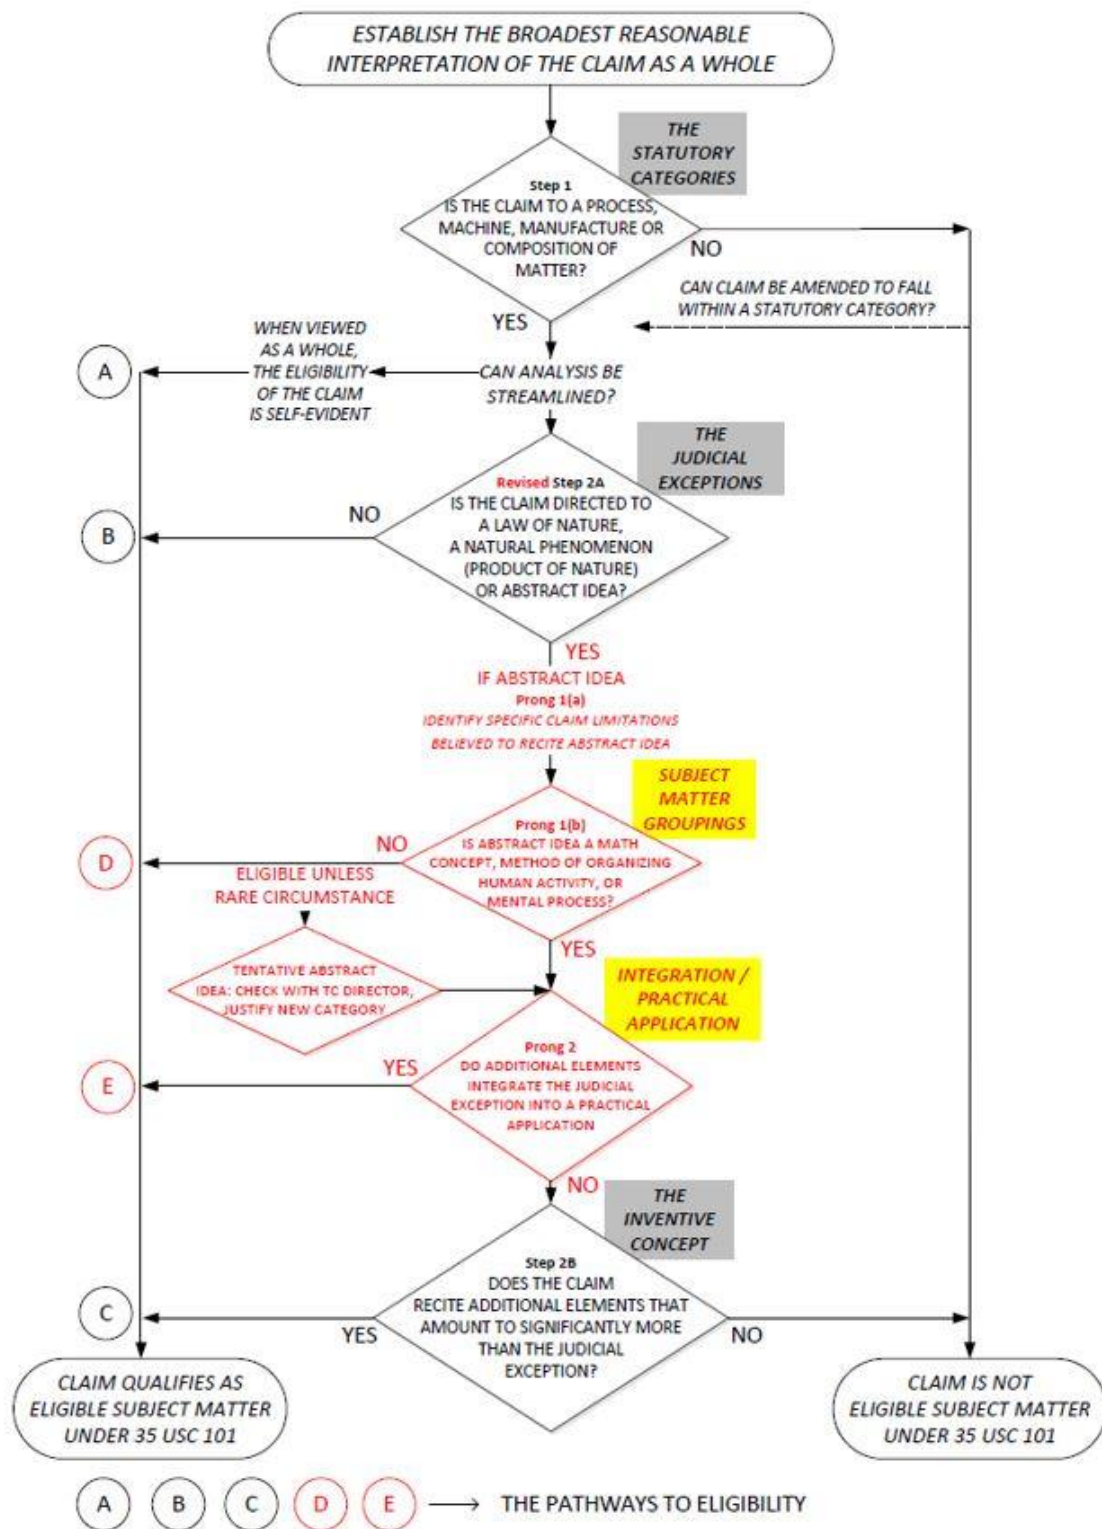 ESTABLISH THE BROADEST REASONABLE
INTERPRETATION OF THE CLAIM AS A WHOLE
THE
STATUTORY
CATEGORIES
Step 1
IS THE CLAIM TO A PROCESS,
MACHINE, MANUFACTURE OR
COMPOSITION OF
MATTER?
NO
YES
CAN CLAIM BE AMENDED TO FALL
WITHIN A STATUTORY CATEGORY?
A
WHEN VIEWED
AS A WHOLE,
THE ELIGIBILITY
OF THE CLAIM
IS SELF-EVIDENT
CAN ANALYSIS BE
STREAMLINED?
THE
JUDICIAL
EXCEPTIONS
Revised Step 2A
IS THE CLAIM DIRECTED TO
A LAW OF NATURE,
A NATURAL PHENOMENON
(PRODUCT OF NATURE)
OR ABSTRACT IDEA?
NO
B
YES
IF ABSTRACT IDEA
Prong 1(a)
IDENTIFY SPECIFIC CLAIM LIMITATIONS
BELIEVED TO RECITE ABSTRACT IDEA
SUBJECT
MATTER
GROUPINGS
Prong 1(b)
IS ABSTRACT IDEA A MATH
CONCEPT, METHOD OF ORGANIZING
HUMAN ACTIVITY, OR
MENTAL PROCESS?
NO
D
ELIGIBLE UNLESS
RARE CIRCUMSTANCE
YES
TENTATIVE ABSTRACT
IDEA: CHECK WITH TC DIRECTOR,
JUSTIFY NEW CATEGORY
INTEGRATION /
PRACTICAL
APPLICATION
Prong 2
DO ADDITIONAL ELEMENTS
INTEGRATE THE JUDICIAL
EXCEPTION INTO A PRACTICAL
APPLICATION
YES
E
NO
THE
INVENTIVE
CONCEPT
Step 2B
DOES THE CLAIM
RECITE ADDITIONAL ELEMENTS THAT
AMOUNT TO SIGNIFICANTLY MORE
THAN THE JUDICIAL
EXCEPTION?
C
YES
NO
CLAIM QUALIFIES AS
ELIGIBLE SUBJECT MATTER
UNDER 35 USC 101
CLAIM IS NOT
ELIGIBLE SUBJECT MATTER
UNDER 35 USC 101
A B C D E THE PATHWAYS TO ELIGIBILITY